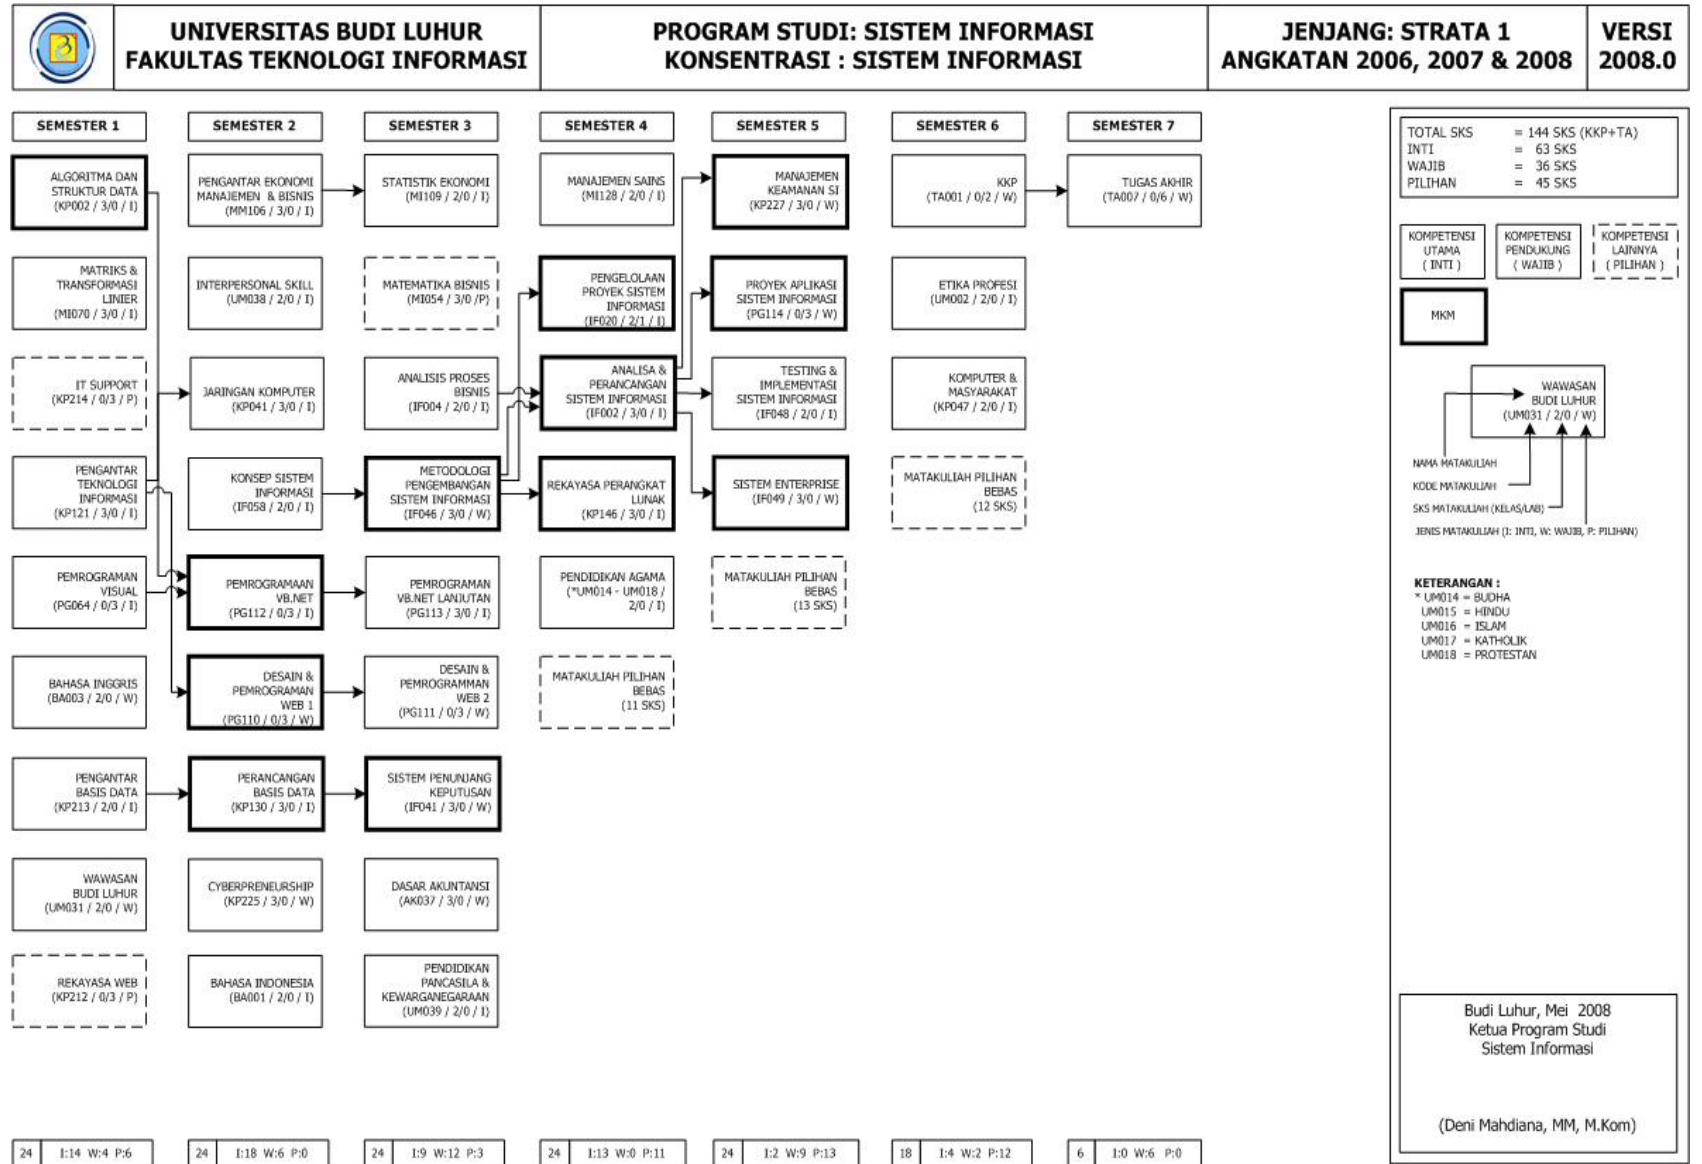 UNIVERSITAS BUDI LUHUR
FAKULTAS TEKNOLOGI INFORMASI
PROGRAM STUDI: SISTEM INFORMASI
KONSENTRASI : SISTEM INFORMASI
JENJANG: STRATA 1
ANGKATAN 2006, 2007 & 2008
VERSI
2008.0
SEMESTER 1
ALGORITMA DAN
STRUKTUR DATA
(KP002 / 3/0 / I)
MATRIKS &
TRANSFORMASI
LINIER
(MI070 / 3/0 / I)
IT SUPPORT
(KP214 / 0/3 / P)
PENGANTAR
TEKNOLOGI
INFORMASI
(KP121 / 3/0 / I)
PEMROGRAMAN
VISUAL
(PG064 / 0/3 / I)
BAHASA INGGRIS
(BA003 / 2/0 / W)
PENGANTAR
BASIS DATA
(KP213 / 2/0 / I)
WAWASAN
BUDI LUHUR
(UM031 / 2/0 / W)
REKAYASA WEB
(KP212 / 0/3 / P)
24 I:14 W:4 P:6
SEMESTER 2
PENGANTAR EKONOMI
MANAJEMEN & BISNIS
(MM106 / 3/0 / I)
INTERPERSONAL SKILL
(UM038 / 2/0 / I)
JARINGAN KOMPUTER
(KP041 / 3/0 / I)
KONSEP SISTEM
INFORMASI
(IF058 / 2/0 / I)
PEMROGRAMAAN
VB.NET
(PG112 / 0/3 / I)
DESAIN &
PEMROGRAMAN
WEB 1
(PG110 / 0/3 / W)
PERANCANGAN
BASIS DATA
(KP130 / 3/0 / I)
CYBERPRENEURSHIP
(KP225 / 3/0 / W)
BAHASA INDONESIA
(BA001 / 2/0 / I)
24 I:18 W:6 P:0
SEMESTER 3
STATISTIK EKONOMI
(MI109 / 2/0 / I)
MATEMATIKA BISNIS
(MI054 / 3/0 /P)
ANALISIS PROSES
BISNIS
(IF004 / 2/0 / I)
METODOLOGI
PENGEMBANGAN
SISTEM INFORMASI
(IF046 / 3/0 / W)
PEMROGRAMAN
VB.NET LANJUTAN
(PG113 / 3/0 / I)
DESAIN &
PEMROGRAMMAN
WEB 2
(PG111 / 0/3 / W)
SISTEM PENUNJANG
KEPUTUSAN
(IF041 / 3/0 / W)
DASAR AKUNTANSI
(AK037 / 3/0 / W)
PENDIDIKAN
PANCASILA &
KEWARGANEGARAAN
(UM039 / 2/0 / I)
24 I:9 W:12 P:3
SEMESTER 4
MANAJEMEN SAINS
(MI128 / 2/0 / I)
PENGELOLAAN
PROYEK SISTEM
INFORMASI
(IF020 / 2/1 / I)
ANALISA &
PERANCANGAN
SISTEM INFORMASI
(IF002 / 3/0 / I)
REKAYASA PERANGKAT
LUNAK
(KP146 / 3/0 / I)
PENDIDIKAN AGAMA
(*UM014 - UM018 /
2/0 / I)
MATAKULIAH PILIHAN
BEBAS
(11 SKS)
24 I:13 W:0 P:11
SEMESTER 5
MANAJEMEN
KEAMANAN SI
(KP227 / 3/0 / W)
PROYEK APLIKASI
SISTEM INFORMASI
(PG114 / 0/3 / W)
TESTING &
IMPLEMENTASI
SISTEM INFORMASI
(IF048 / 2/0 / I)
SISTEM ENTERPRISE
(IF049 / 3/0 / W)
MATAKULIAH PILIHAN
BEBAS
(13 SKS)
24 I:2 W:9 P:13
SEMESTER 6
KKP
(TA001 / 0/2 / W)
ETIKA PROFESI
(UM002 / 2/0 / I)
KOMPUTER &
MASYARAKAT
(KP047 / 2/0 / I)
MATAKULIAH PILIHAN
BEBAS
(12 SKS)
18 I:4 W:2 P:12
SEMESTER 7
TUGAS AKHIR
(TA007 / 0/6 / W)
6 I:0 W:6 P:0
TOTAL SKS = 144 SKS (KKP+TA)
INTI = 63 SKS
WAJIB = 36 SKS
PILIHAN = 45 SKS
KOMPETENSI
UTAMA
( INTI )
KOMPETENSI
PENDUKUNG
( WAJIB )
KOMPETENSI
LAINNYA
( PILIHAN )
MKM
WAWASAN
BUDI LUHUR
(UM031 / 2/0 / W)
NAMA MATAKULIAH
KODE MATAKULIAH
SKS MATAKULIAH (KELAS/LAB)
JENIS MATAKULIAH (I: INTI, W: WAJIB, P: PILIHAN)
KETERANGAN :
* UM014 = BUDHA
UM015 = HINDU
UM016 = ISLAM
UM017 = KATHOLIK
UM018 = PROTESTAN
Budi Luhur, Mei 2008
Ketua Program Studi
Sistem Informasi
(Deni Mahdiana, MM, M.Kom)